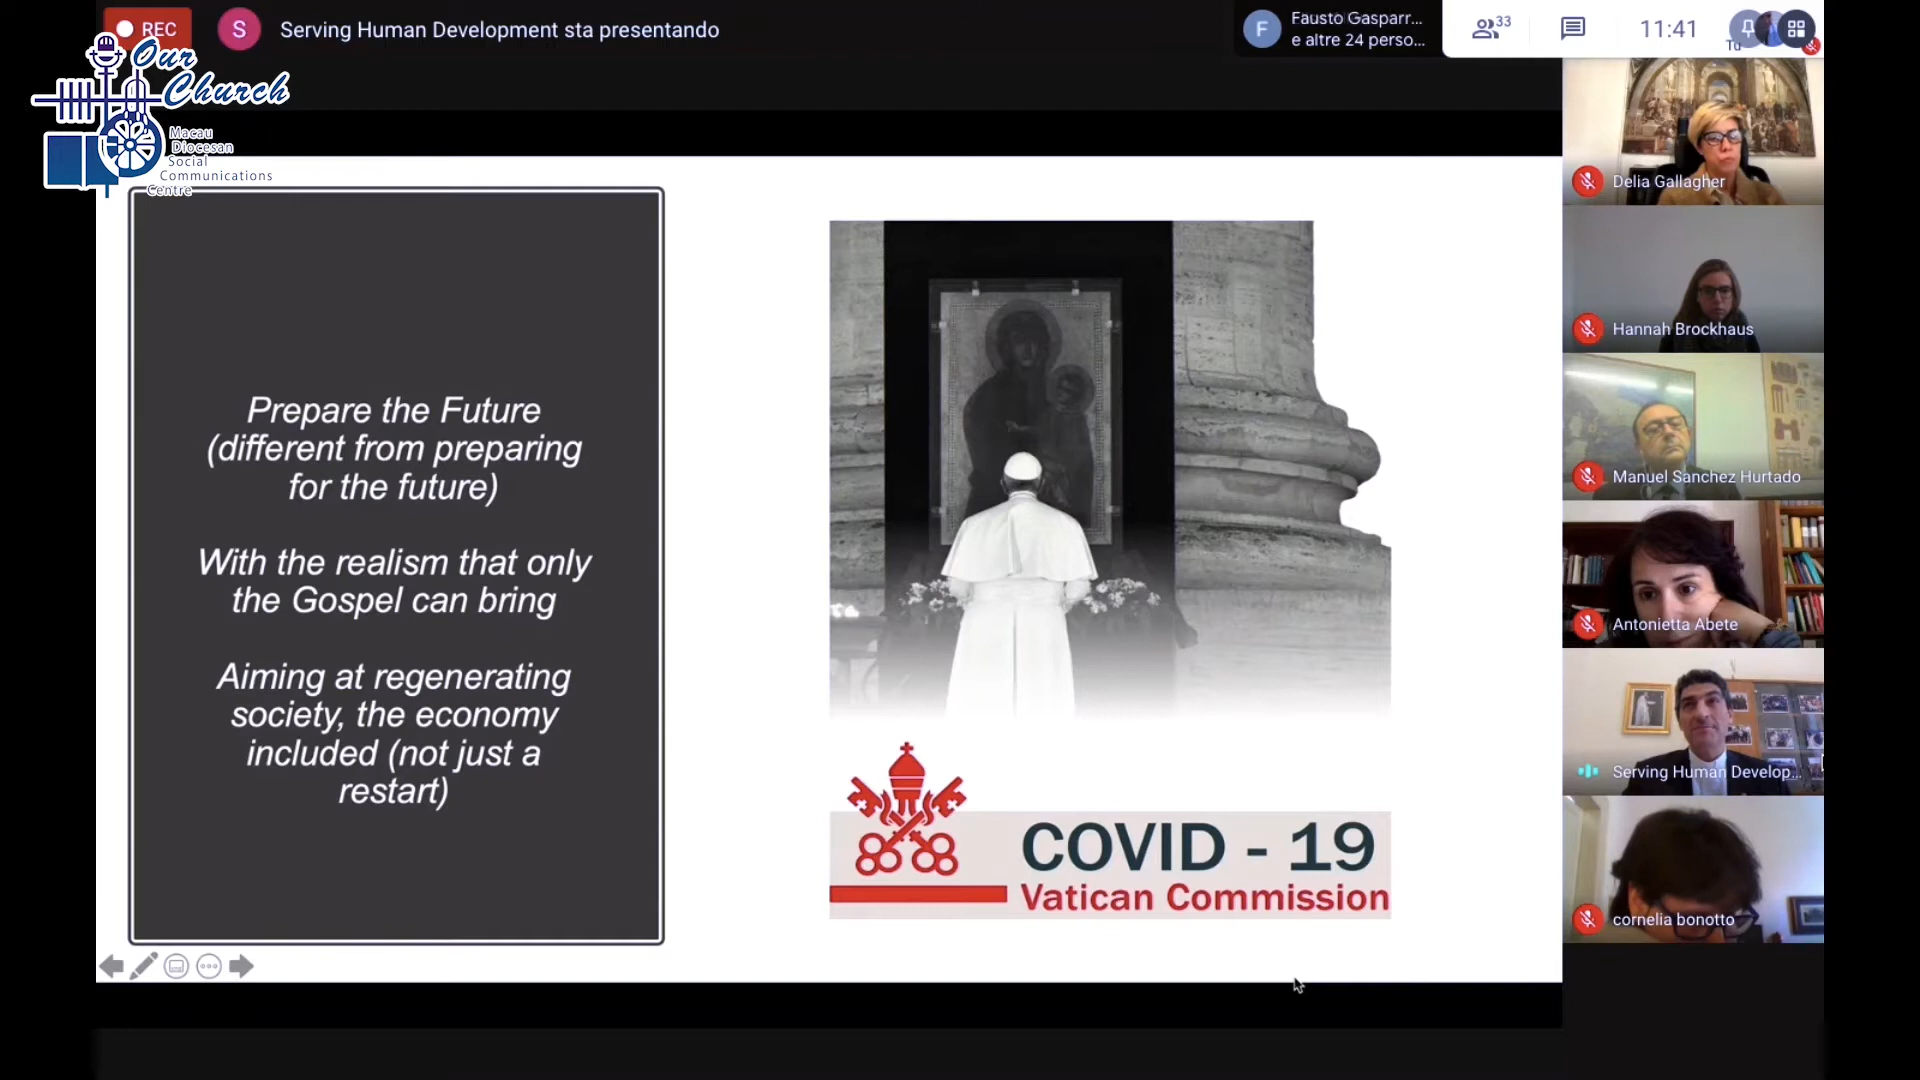 REC
S
Serving Human Development sta presentando
F
Fausto Gasparr...
e altre 24 perso...
33
11:41
Tu
Our
Church
Macau
Diocesan
Social
Communications
Centre
Prepare the Future
(different from preparing
for the future)
With the realism that only
the Gospel can bring
Aiming at regenerating
society, the economy
included (not just a
restart)
COVID - 19
Vatican Commission
Delia Gallagher
Hannah Brockhaus
Manuel Sanchez Hurtado
Antonietta Abete
Serving Human Develop...
cornelia bonotto